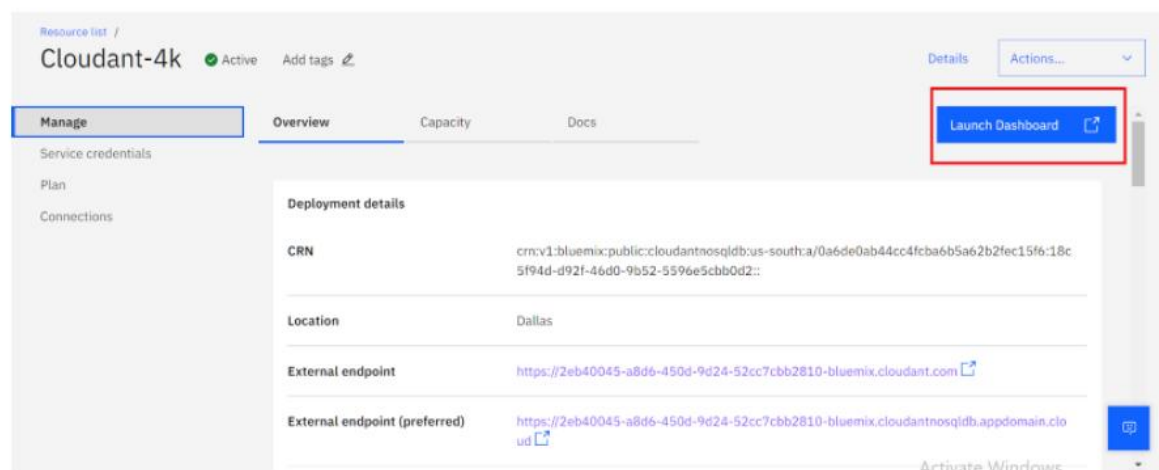 Resource list /
Cloudant-4k Active Add tags
Details Actions...
Manage
Overview Capacity Docs
Launch Dashboard
Service credentials
Plan
Connections
Deployment details
CRN crn:v1:bluemix:public:cloudantnosqldb:us-south:a/0a6de0ab44cc4fcba6b5a62b2fec15f6:18c
5f94d-d92f-46d0-9b52-5596e5cbb0d2::
Location Dallas
External endpoint https://2eb40045-a8d6-450d-9d24-52cc7cbb2810-bluemix.cloudant.com
External endpoint (preferred) https://2eb40045-a8d6-450d-9d24-52cc7cbb2810-bluemix.cloudantnosqldb.appdomain.clo
ud
Activate Windows